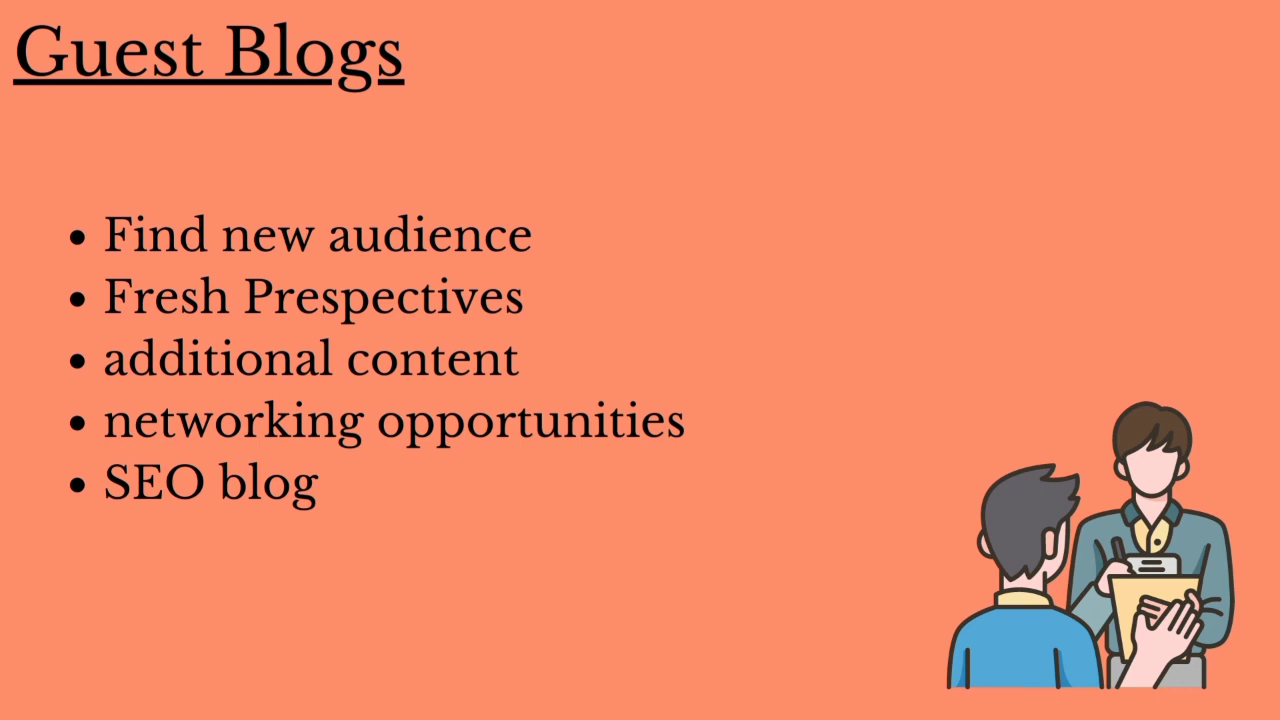 Guest Blogs
• Find new audience
• Fresh Prespectives
• additional content
• networking opportunities
• SEO blog